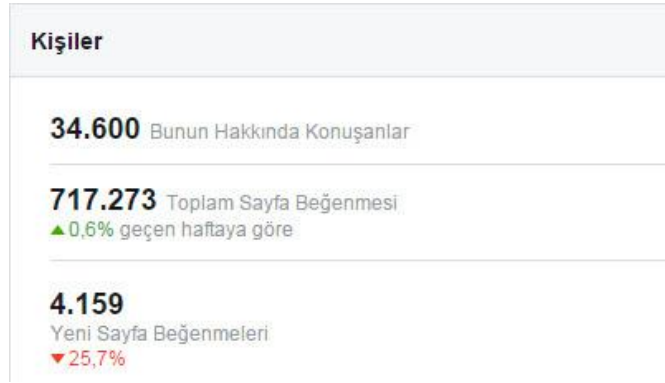 Kişiler
34.600 Bunun Hakkında Konuşanlar
717.273 Toplam Sayfa Beğenmesi
▲0,6% geçen haftaya göre
4.159
Yeni Sayfa Beğenmeleri
▼25,7%